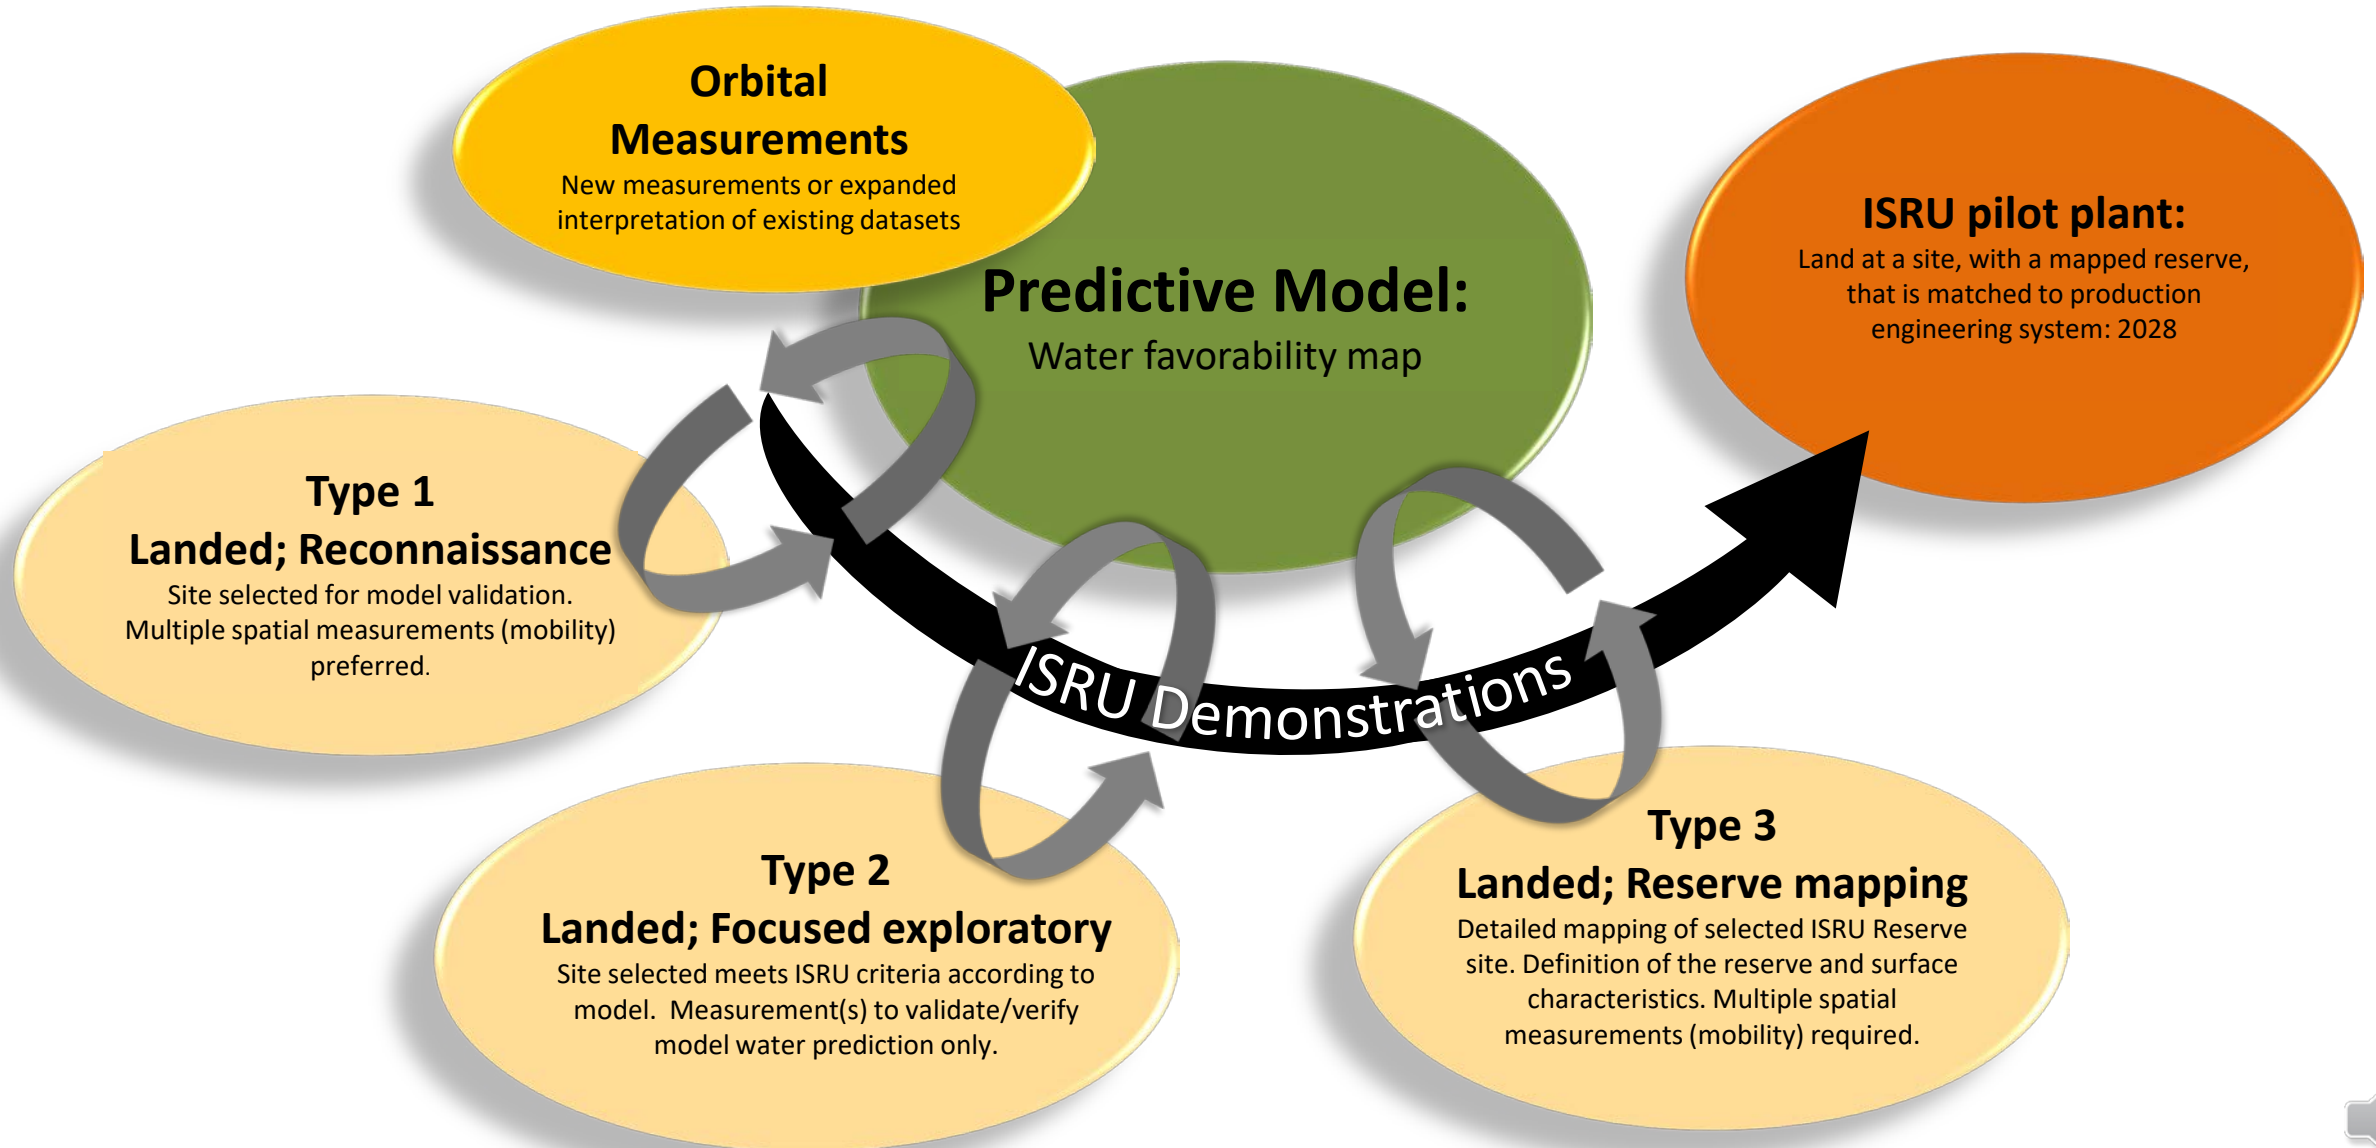 Orbital
Measurements
New measurements or expanded
interpretation of existing datasets
Predictive Model:
Water favorability map
ISRU pilot plant:
Land at a site, with a mapped reserve,
that is matched to production
engineering system: 2028
Type 1
Landed; Reconnaissance
Site selected for model validation.
Multiple spatial measurements (mobility)
preferred.
ISRU Demonstrations
Type 2
Landed; Focused exploratory
Site selected meets ISRU criteria according to
model.  Measurement(s) to validate/verify
model water prediction only.
Type 3
Landed; Reserve mapping
Detailed mapping of selected ISRU Reserve
site. Definition of the reserve and surface
characteristics. Multiple spatial
measurements (mobility) required.